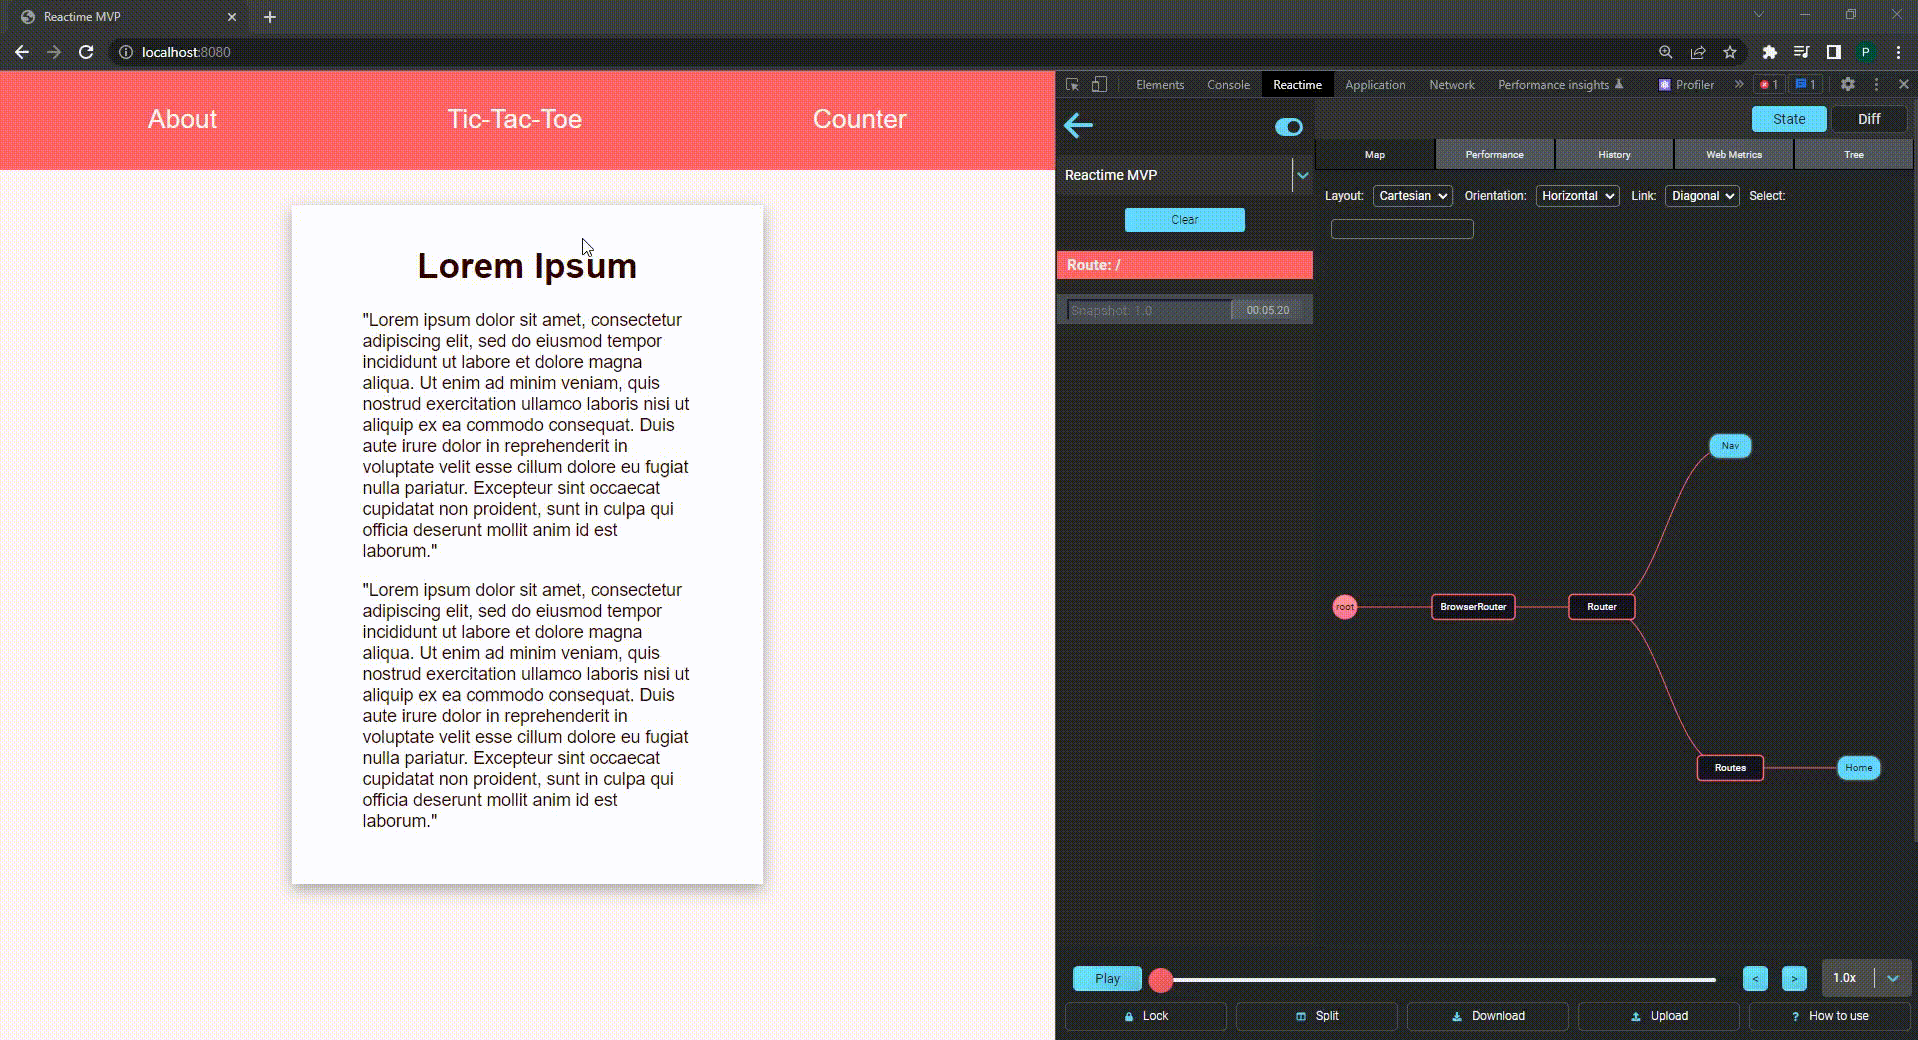 Reactime MVP
localhost:8080
P
About
Tic-Tac-Toe
Counter
Lorem Ipsum
"Lorem ipsum dolor sit amet, consectetur
adipiscing elit, sed do eiusmod tempor
incididunt ut labore et dolore magna
aliqua. Ut enim ad minim veniam, quis
nostrud exercitation ullamco laboris nisi ut
aliquip ex ea commodo consequat. Duis
aute irure dolor in reprehenderit in
voluptate velit esse cillum dolore eu fugiat
nulla pariatur. Excepteur sint occaecat
cupidatat non proident, sunt in culpa qui
officia deserunt mollit anim id est
laborum."
"Lorem ipsum dolor sit amet, consectetur
adipiscing elit, sed do eiusmod tempor
incididunt ut labore et dolore magna
aliqua. Ut enim ad minim veniam, quis
nostrud exercitation ullamco laboris nisi ut
aliquip ex ea commodo consequat. Duis
aute irure dolor in reprehenderit in
voluptate velit esse cillum dolore eu fugiat
nulla pariatur. Excepteur sint occaecat
cupidatat non proident, sunt in culpa qui
officia deserunt mollit anim id est
laborum."
Elements Console Reactime Application Network Performance insights Profiler » 1 1
Reactime MVP
Clear
Route: /
Snapshot: 1.0 00:05.20
State Diff
Map Performance History Web Metrics Tree
Layout: Cartesian Orientation: Horizontal Link: Diagonal Select:
Nav
root BrowserRouter Router
Routes Home
Play < > 1.0x
Lock Split Download Upload ? How to use